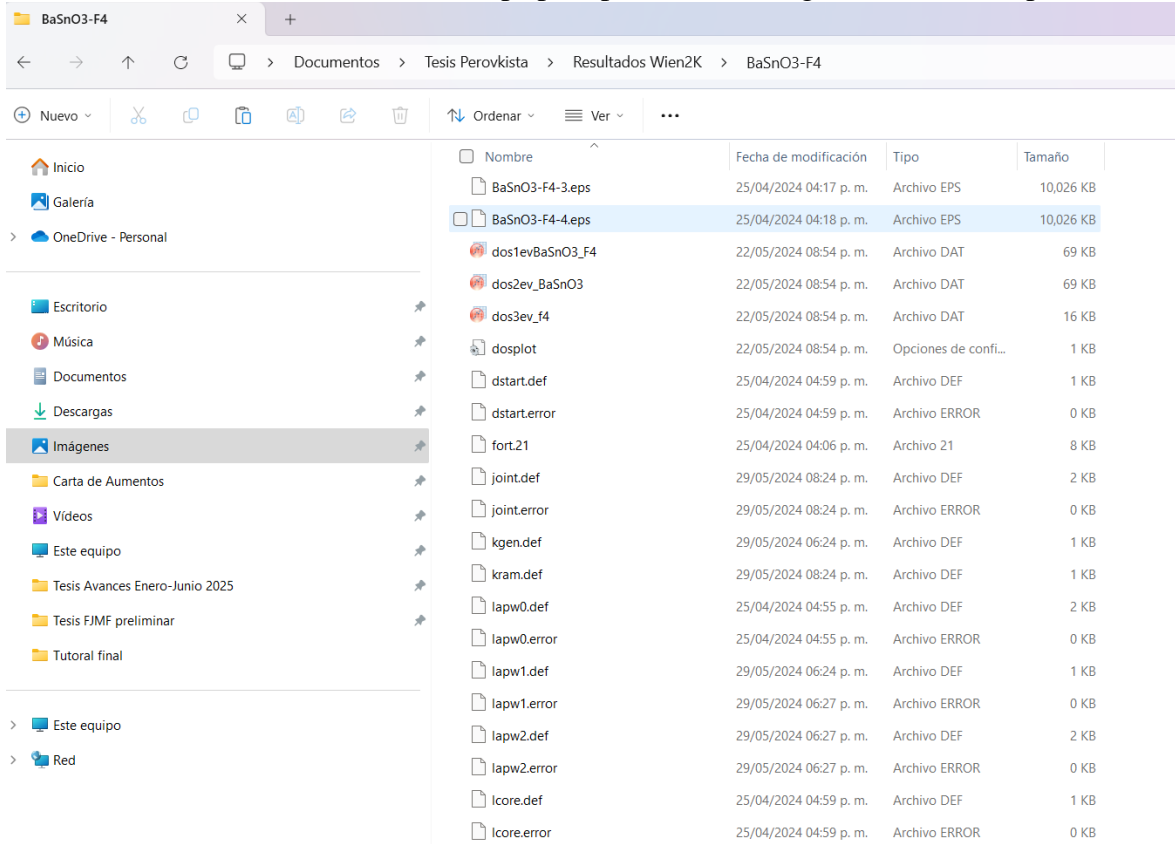 BaSnO3-F4
Documentos > Tesis Perovkista > Resultados Wien2K > BaSnO3-F4
Nuevo Ordenar Ver
Inicio
Galería
OneDrive - Personal
Escritorio
Música
Documentos
Descargas
Imágenes
Carta de Aumentos
Vídeos
Este equipo
Tesis Avances Enero-Junio 2025
Tesis FJMF preliminar
Tutoral final
Este equipo
Red
Nombre Fecha de modificación Tipo Tamaño
BaSnO3-F4-3.eps 25/04/2024 04:17 p. m. Archivo EPS 10,026 KB
BaSnO3-F4-4.eps 25/04/2024 04:18 p. m. Archivo EPS 10,026 KB
dos1evBaSnO3_F4 22/05/2024 08:54 p. m. Archivo DAT 69 KB
dos2ev_BaSnO3 22/05/2024 08:54 p. m. Archivo DAT 69 KB
dos3ev_f4 22/05/2024 08:54 p. m. Archivo DAT 16 KB
dosplot 22/05/2024 08:54 p. m. Opciones de confi... 1 KB
dstart.def 25/04/2024 04:59 p. m. Archivo DEF 1 KB
dstart.error 25/04/2024 04:59 p. m. Archivo ERROR 0 KB
fort.21 25/04/2024 04:06 p. m. Archivo 21 8 KB
joint.def 29/05/2024 08:24 p. m. Archivo DEF 2 KB
joint.error 29/05/2024 08:24 p. m. Archivo ERROR 0 KB
kgen.def 29/05/2024 06:24 p. m. Archivo DEF 1 KB
kram.def 29/05/2024 08:24 p. m. Archivo DEF 1 KB
lapw0.def 25/04/2024 04:55 p. m. Archivo DEF 2 KB
lapw0.error 25/04/2024 04:55 p. m. Archivo ERROR 0 KB
lapw1.def 29/05/2024 06:24 p. m. Archivo DEF 1 KB
lapw1.error 29/05/2024 06:27 p. m. Archivo ERROR 0 KB
lapw2.def 29/05/2024 06:27 p. m. Archivo DEF 2 KB
lapw2.error 29/05/2024 06:27 p. m. Archivo ERROR 0 KB
lcore.def 25/04/2024 04:59 p. m. Archivo DEF 1 KB
lcore.error 25/04/2024 04:59 p. m. Archivo ERROR 0 KB